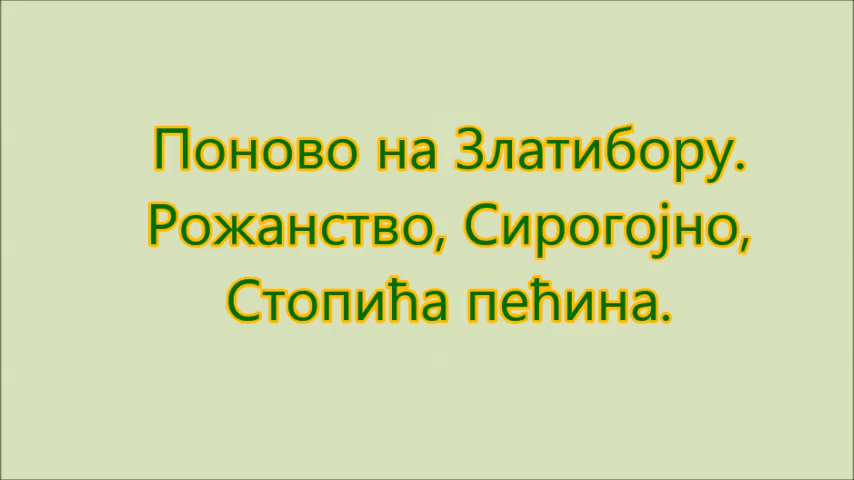 Поново на Златибору.
Рожанство, Сирогојно,
Стопића пећина.